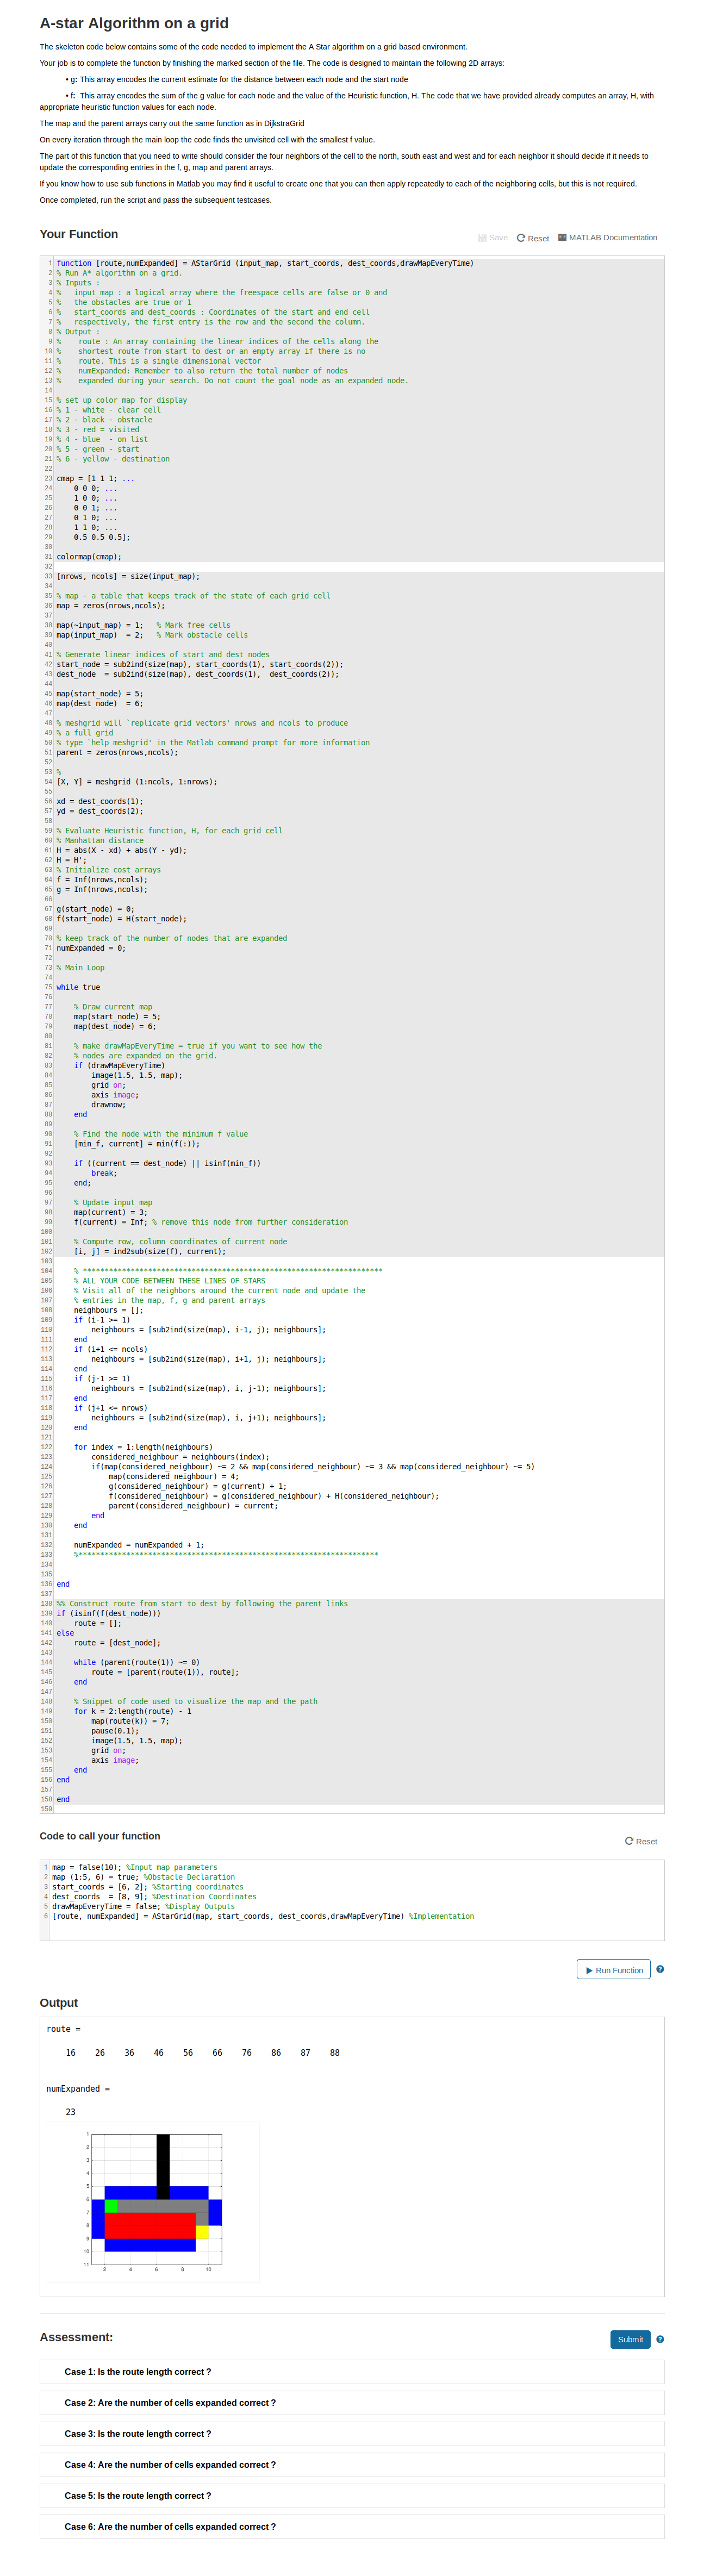 A-star Algorithm on a grid
The skeleton code below contains some of the code needed to implement the A Star algorithm on a grid based environment.
Your job is to complete the function by finishing the marked section of the file. The code is designed to maintain the following 2D arrays:
• g: This array encodes the current estimate for the distance between each node and the start node
• f:  This array encodes the sum of the g value for each node and the value of the Heuristic function, H. The code that we have provided already computes an array, H, with
appropriate heuristic function values for each node.
The map and the parent arrays carry out the same function as in DijkstraGrid
On every iteration through the main loop the code finds the unvisited cell with the smallest f value.
The part of this function that you need to write should consider the four neighbors of the cell to the north, south east and west and for each neighbor it should decide if it needs to
update the corresponding entries in the f, g, map and parent arrays.
If you know how to use sub functions in Matlab you may find it useful to create one that you can then apply repeatedly to each of the neighboring cells, but this is not required.
Once completed, run the script and pass the subsequent testcases.
Your Function
Save Reset MATLAB Documentation
1 function [route,numExpanded] = AStarGrid (input_map, start_coords, dest_coords,drawMapEveryTime)
2 % Run A* algorithm on a grid.
3 % Inputs :
4 %   input_map : a logical array where the freespace cells are false or 0 and
5 %   the obstacles are true or 1
6 %   start_coords and dest_coords : Coordinates of the start and end cell
7 %   respectively, the first entry is the row and the second the column.
8 % Output :
9 %    route : An array containing the linear indices of the cells along the
10 %    shortest route from start to dest or an empty array if there is no
11 %    route. This is a single dimensional vector
12 %    numExpanded: Remember to also return the total number of nodes
13 %    expanded during your search. Do not count the goal node as an expanded node.
14
15 % set up color map for display
16 % 1 - white - clear cell
17 % 2 - black - obstacle
18 % 3 - red = visited
19 % 4 - blue  - on list
20 % 5 - green - start
21 % 6 - yellow - destination
22
23 cmap = [1 1 1; ...
24     0 0 0; ...
25     1 0 0; ...
26     0 0 1; ...
27     0 1 0; ...
28     1 1 0; ...
29     0.5 0.5 0.5];
30
31 colormap(cmap);
32
33 [nrows, ncols] = size(input_map);
34
35 % map - a table that keeps track of the state of each grid cell
36 map = zeros(nrows,ncols);
37
38 map(~input_map) = 1;   % Mark free cells
39 map(input_map)  = 2;   % Mark obstacle cells
40
41 % Generate linear indices of start and dest nodes
42 start_node = sub2ind(size(map), start_coords(1), start_coords(2));
43 dest_node  = sub2ind(size(map), dest_coords(1),  dest_coords(2));
44
45 map(start_node) = 5;
46 map(dest_node)  = 6;
47
48 % meshgrid will `replicate grid vectors' nrows and ncols to produce
49 % a full grid
50 % type `help meshgrid' in the Matlab command prompt for more information
51 parent = zeros(nrows,ncols);
52
53 %
54 [X, Y] = meshgrid (1:ncols, 1:nrows);
55
56 xd = dest_coords(1);
57 yd = dest_coords(2);
58
59 % Evaluate Heuristic function, H, for each grid cell
60 % Manhattan distance
61 H = abs(X - xd) + abs(Y - yd);
62 H = H';
63 % Initialize cost arrays
64 f = Inf(nrows,ncols);
65 g = Inf(nrows,ncols);
66
67 g(start_node) = 0;
68 f(start_node) = H(start_node);
69
70 % keep track of the number of nodes that are expanded
71 numExpanded = 0;
72
73 % Main Loop
74
75 while true
76
77     % Draw current map
78     map(start_node) = 5;
79     map(dest_node) = 6;
80
81     % make drawMapEveryTime = true if you want to see how the
82     % nodes are expanded on the grid.
83     if (drawMapEveryTime)
84         image(1.5, 1.5, map);
85         grid on;
86         axis image;
87         drawnow;
88     end
89
90     % Find the node with the minimum f value
91     [min_f, current] = min(f(:));
92
93     if ((current == dest_node) || isinf(min_f))
94         break;
95     end;
96
97     % Update input_map
98     map(current) = 3;
99     f(current) = Inf; % remove this node from further consideration
100
101     % Compute row, column coordinates of current node
102     [i, j] = ind2sub(size(f), current);
103
104     % *********************************************************************
105     % ALL YOUR CODE BETWEEN THESE LINES OF STARS
106     % Visit all of the neighbors around the current node and update the
107     % entries in the map, f, g and parent arrays
108     neighbours = [];
109     if (i-1 >= 1)
110         neighbours = [sub2ind(size(map), i-1, j); neighbours];
111     end
112     if (i+1 <= ncols)
113         neighbours = [sub2ind(size(map), i+1, j); neighbours];
114     end
115     if (j-1 >= 1)
116         neighbours = [sub2ind(size(map), i, j-1); neighbours];
117     end
118     if (j+1 <= nrows)
119         neighbours = [sub2ind(size(map), i, j+1); neighbours];
120     end
121
122     for index = 1:length(neighbours)
123         considered_neighbour = neighbours(index);
124         if(map(considered_neighbour) ~= 2 && map(considered_neighbour) ~= 3 && map(considered_neighbour) ~= 5)
125             map(considered_neighbour) = 4;
126             g(considered_neighbour) = g(current) + 1;
127             f(considered_neighbour) = g(considered_neighbour) + H(considered_neighbour);
128             parent(considered_neighbour) = current;
129         end
130     end
131
132     numExpanded = numExpanded + 1;
133     %*********************************************************************
134
135
136 end
137
138 %% Construct route from start to dest by following the parent links
139 if (isinf(f(dest_node)))
140     route = [];
141 else
142     route = [dest_node];
143
144     while (parent(route(1)) ~= 0)
145         route = [parent(route(1)), route];
146     end
147
148     % Snippet of code used to visualize the map and the path
149     for k = 2:length(route) - 1
150         map(route(k)) = 7;
151         pause(0.1);
152         image(1.5, 1.5, map);
153         grid on;
154         axis image;
155     end
156 end
157
158 end
159
Code to call your function
Reset
1 map = false(10); %Input map parameters
2 map (1:5, 6) = true; %Obstacle Declaration
3 start_coords = [6, 2]; %Starting coordinates
4 dest_coords  = [8, 9]; %Destination Coordinates
5 drawMapEveryTime = false; %Display Outputs
6 [route, numExpanded] = AStarGrid(map, start_coords, dest_coords,drawMapEveryTime) %Implementation
Run Function ?
Output
route =
16    26    36    46    56    66    76    86    87    88
numExpanded =
23
1
2
3
4
5
6
7
8
9
10
11
2 4 6 8 10
Assessment:
Submit ?
Case 1: Is the route length correct ?
Case 2: Are the number of cells expanded correct ?
Case 3: Is the route length correct ?
Case 4: Are the number of cells expanded correct ?
Case 5: Is the route length correct ?
Case 6: Are the number of cells expanded correct ?